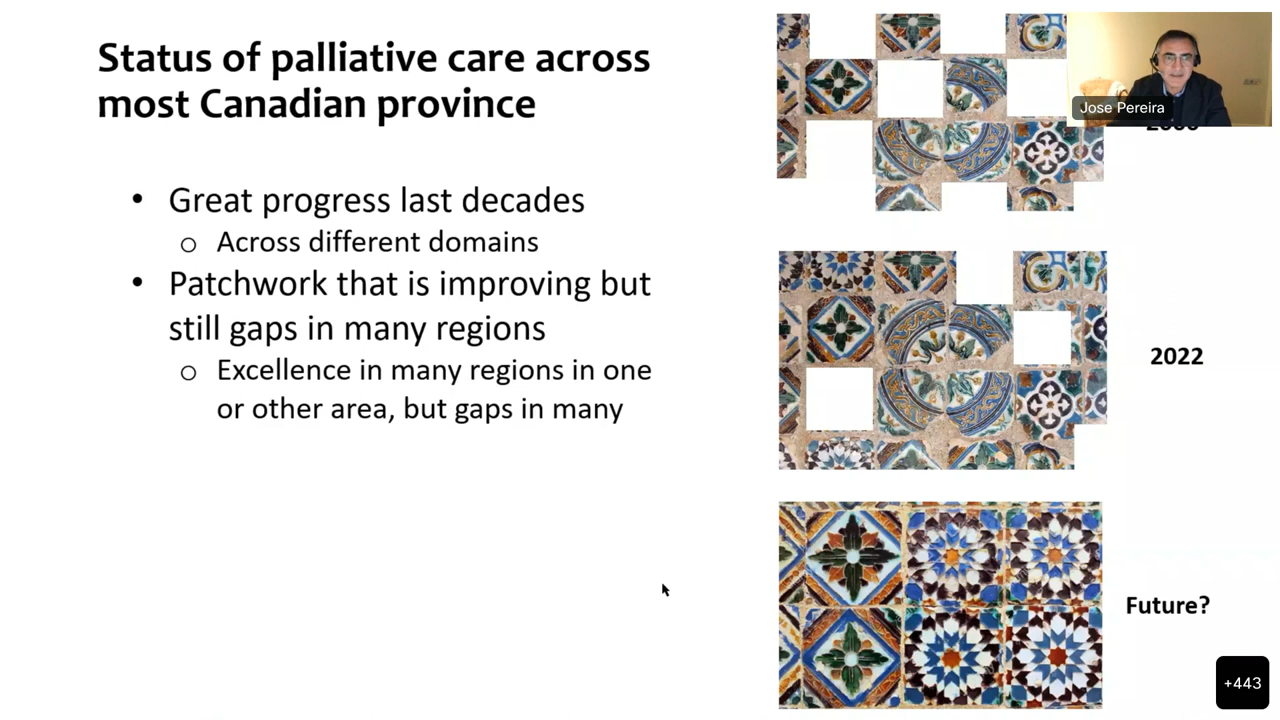 Status of palliative care across
most Canadian province
• Great progress last decades
o Across different domains
• Patchwork that is improving but
still gaps in many regions
o Excellence in many regions in one
or other area, but gaps in many
Jose Pereira
2022
Future?
+443